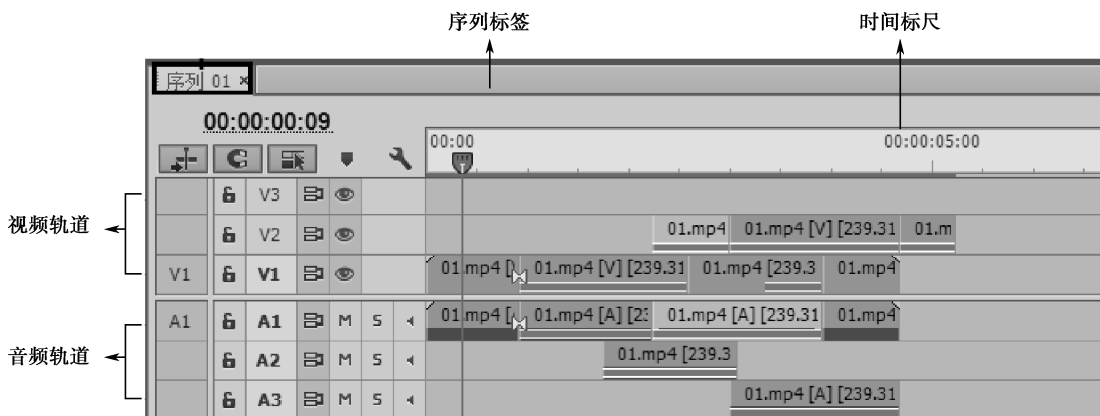 序列标签 时间标尺
序列 01 ×
00:00:00:09
00:00 00:00:05:00
V3
视频轨道
V2 01.mp4 01.mp4 [V] [239.31 01.m
V1 V1 01.mp4 [V 01.mp4 [V] [239.31 01.mp4 [239.3 01.mp4
A1 A1 M S 01.mp4 [ 01.mp4 [A] [23 01.mp4 [A] [239.31 01.mp4
音频轨道 A2 M S 01.mp4 [239.3
A3 M S 01.mp4 [A] [239.31